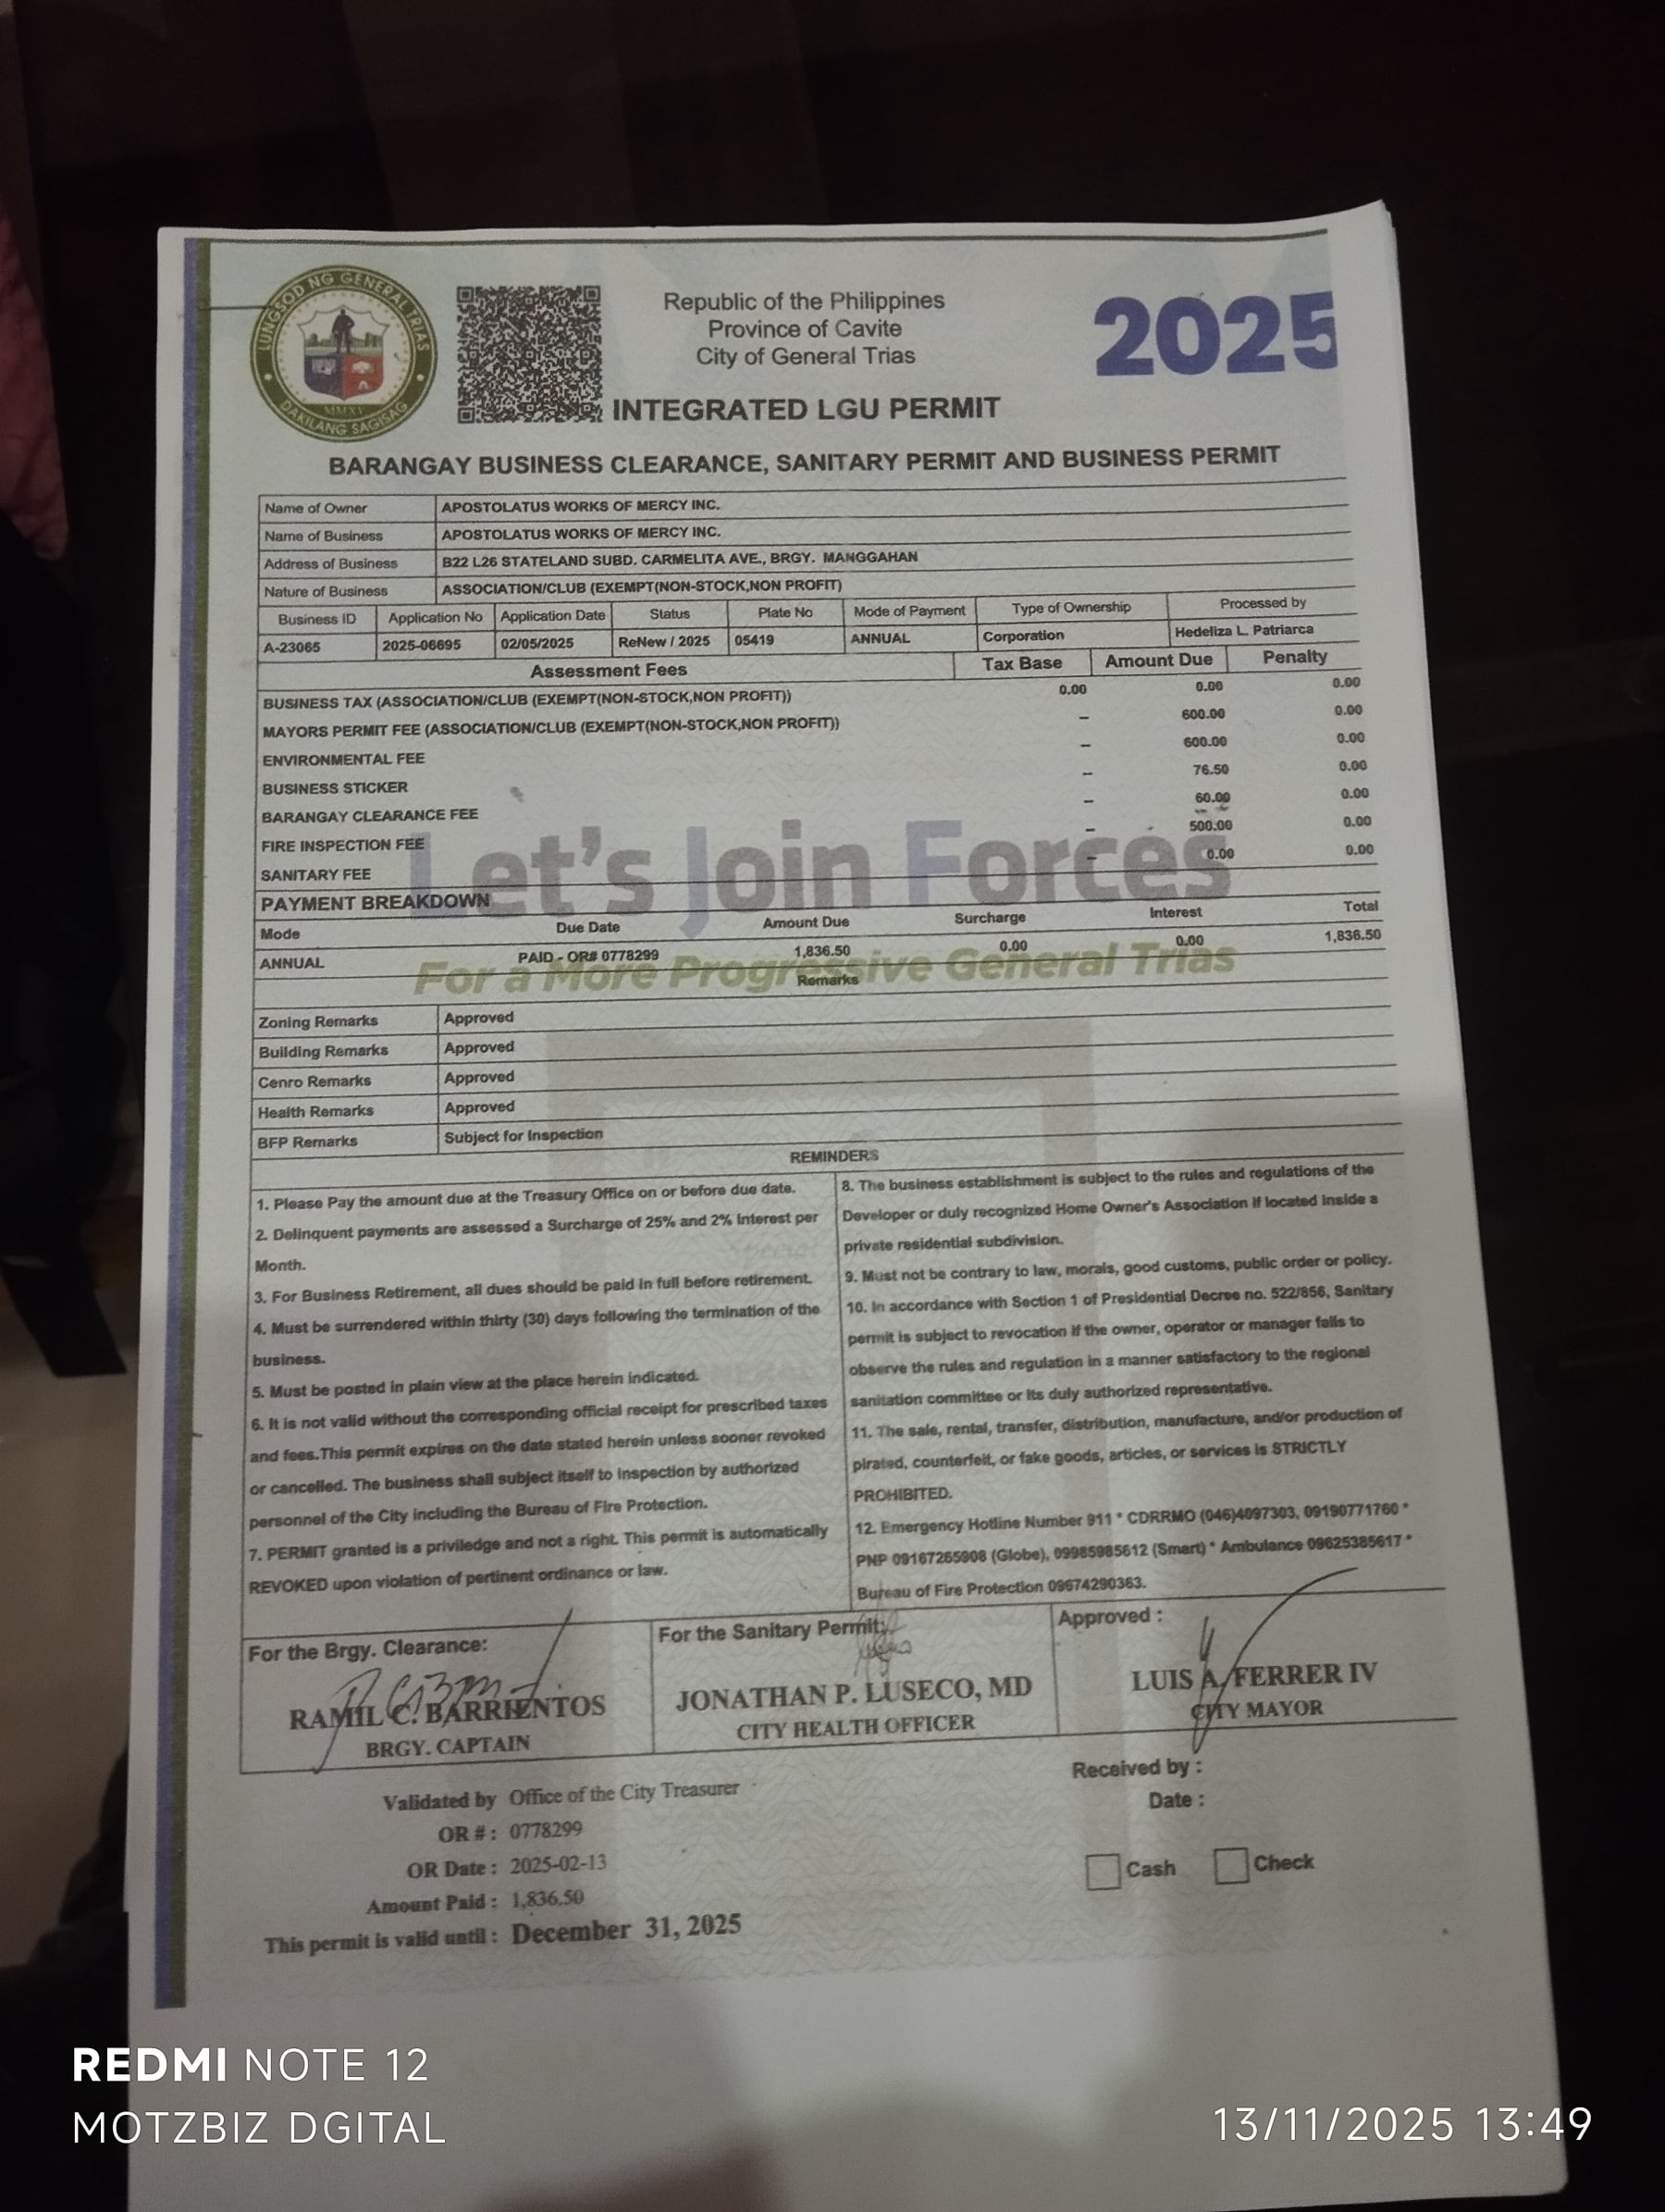 LUNGSOD NG GENERAL TRIAS
MMXV
DAKILANG SAGISAG
Republic of the Philippines
Province of Cavite
City of General Trias
2025
INTEGRATED LGU PERMIT
BARANGAY BUSINESS CLEARANCE, SANITARY PERMIT AND BUSINESS PERMIT
Name of Owner APOSTOLATUS WORKS OF MERCY INC.
Name of Business APOSTOLATUS WORKS OF MERCY INC.
Address of Business B22 L26 STATELAND SUBD. CARMELITA AVE., BRGY. MANGGAHAN
Nature of Business ASSOCIATION/CLUB (EXEMPT(NON-STOCK,NON PROFIT)
Business ID Application No Application Date Status Plate No Mode of Payment Type of Ownership Processed by
A-23065 2025-06695 02/05/2025 ReNew / 2025 05419 ANNUAL Corporation Hedeliza L. Patriarca
Assessment Fees Tax Base Amount Due Penalty
BUSINESS TAX (ASSOCIATION/CLUB (EXEMPT(NON-STOCK,NON PROFIT)) 0.00 0.00 0.00
MAYORS PERMIT FEE (ASSOCIATION/CLUB (EXEMPT(NON-STOCK,NON PROFIT)) – 600.00 0.00
ENVIRONMENTAL FEE – 600.00 0.00
BUSINESS STICKER – 76.50 0.00
BARANGAY CLEARANCE FEE – 60.00 0.00
FIRE INSPECTION FEE – 500.00 0.00
SANITARY FEE – 0.00 0.00
Let's Join Forces
PAYMENT BREAKDOWN
Mode Due Date Amount Due Surcharge Interest Total
ANNUAL PAID - OR# 0778299 1,836.50 0.00 0.00 1,836.50
For a More Progressive General Trias
Remarks
Zoning Remarks Approved
Building Remarks Approved
Cenro Remarks Approved
Health Remarks Approved
BFP Remarks Subject for Inspection
REMINDERS
1. Please Pay the amount due at the Treasury Office on or before due date.
2. Delinquent payments are assessed a Surcharge of 25% and 2% Interest per
Month.
3. For Business Retirement, all dues should be paid in full before retirement.
4. Must be surrendered within thirty (30) days following the termination of the
business.
5. Must be posted in plain view at the place herein indicated.
6. It is not valid without the corresponding official receipt for prescribed taxes
and fees.This permit expires on the date stated herein unless sooner revoked
or cancelled. The business shall subject itself to inspection by authorized
personnel of the City including the Bureau of Fire Protection.
7. PERMIT granted is a priviledge and not a right. This permit is automatically
REVOKED upon violation of pertinent ordinance or law.
8. The business establishment is subject to the rules and regulations of the
Developer or duly recognized Home Owner's Association if located inside a
private residential subdivision.
9. Must not be contrary to law, morals, good customs, public order or policy.
10. In accordance with Section 1 of Presidential Decree no. 522/856, Sanitary
permit is subject to revocation if the owner, operator or manager fails to
observe the rules and regulation in a manner satisfactory to the regional
sanitation committee or its duly authorized representative.
11. The sale, rental, transfer, distribution, manufacture, and/or production of
pirated, counterfeit, or fake goods, articles, or services is STRICTLY
PROHIBITED.
12. Emergency Hotline Number 911 * CDRRMO (046)4097303, 09190771760 *
PNP 09167265908 (Globe), 09985985612 (Smart) * Ambulance 09625385617 *
Bureau of Fire Protection 09674290363.
For the Brgy. Clearance:
RAMIL C. BARRIENTOS
BRGY. CAPTAIN
For the Sanitary Permit:
JONATHAN P. LUSECO, MD
CITY HEALTH OFFICER
Approved :
LUIS A. FERRER IV
CITY MAYOR
Validated by Office of the City Treasurer
OR # : 0778299
OR Date : 2025-02-13
Amount Paid : 1,836.50
This permit is valid until : December 31, 2025
Received by :
Date :
Cash Check
REDMI NOTE 12
MOTZBIZ DGITAL
13/11/2025 13:49